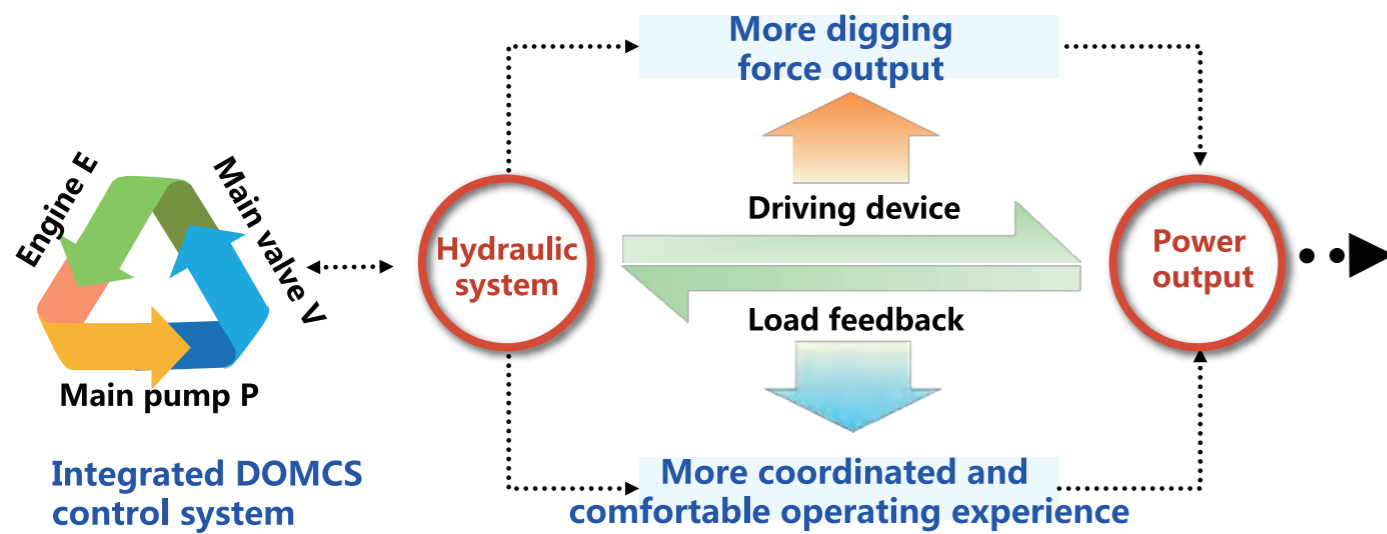 Engine E
Main valve V
Main pump P
Integrated DOMCS
control system
Hydraulic
system
More digging
force output
Driving device
Load feedback
More coordinated and
comfortable operating experience
Power
output